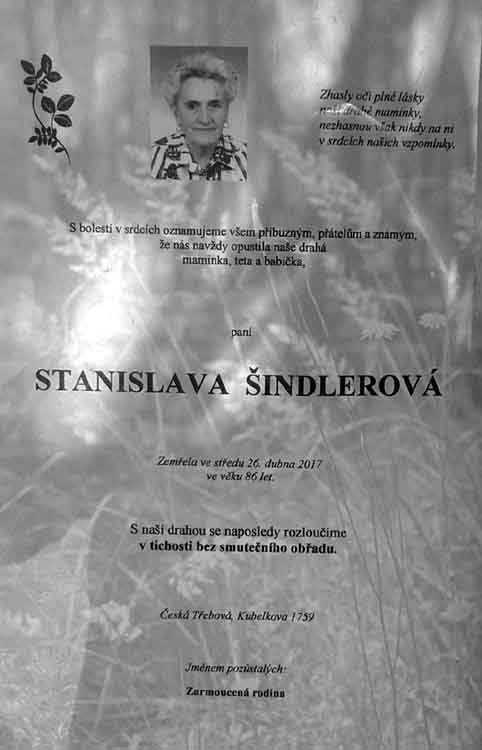 Zhasly oči plné lásky
naší drahé maminky,
nezhasnou však nikdy na ni
v srdcích našich vzpomínky.
S bolestí v srdcích oznamujeme všem příbuzným, přátelům a známým,
že nás navždy opustila naše drahá
maminka, teta a babička,
paní
STANISLAVA ŠINDLEROVÁ
Zemřela ve středu 26. dubna 2017
ve věku 86 let.
S naší drahou se naposledy rozloučíme
v tichosti bez smutečního obřadu.
Česká Třebová, Kubelkova 1759
Jménem pozůstalých:
Zarmoucená rodina